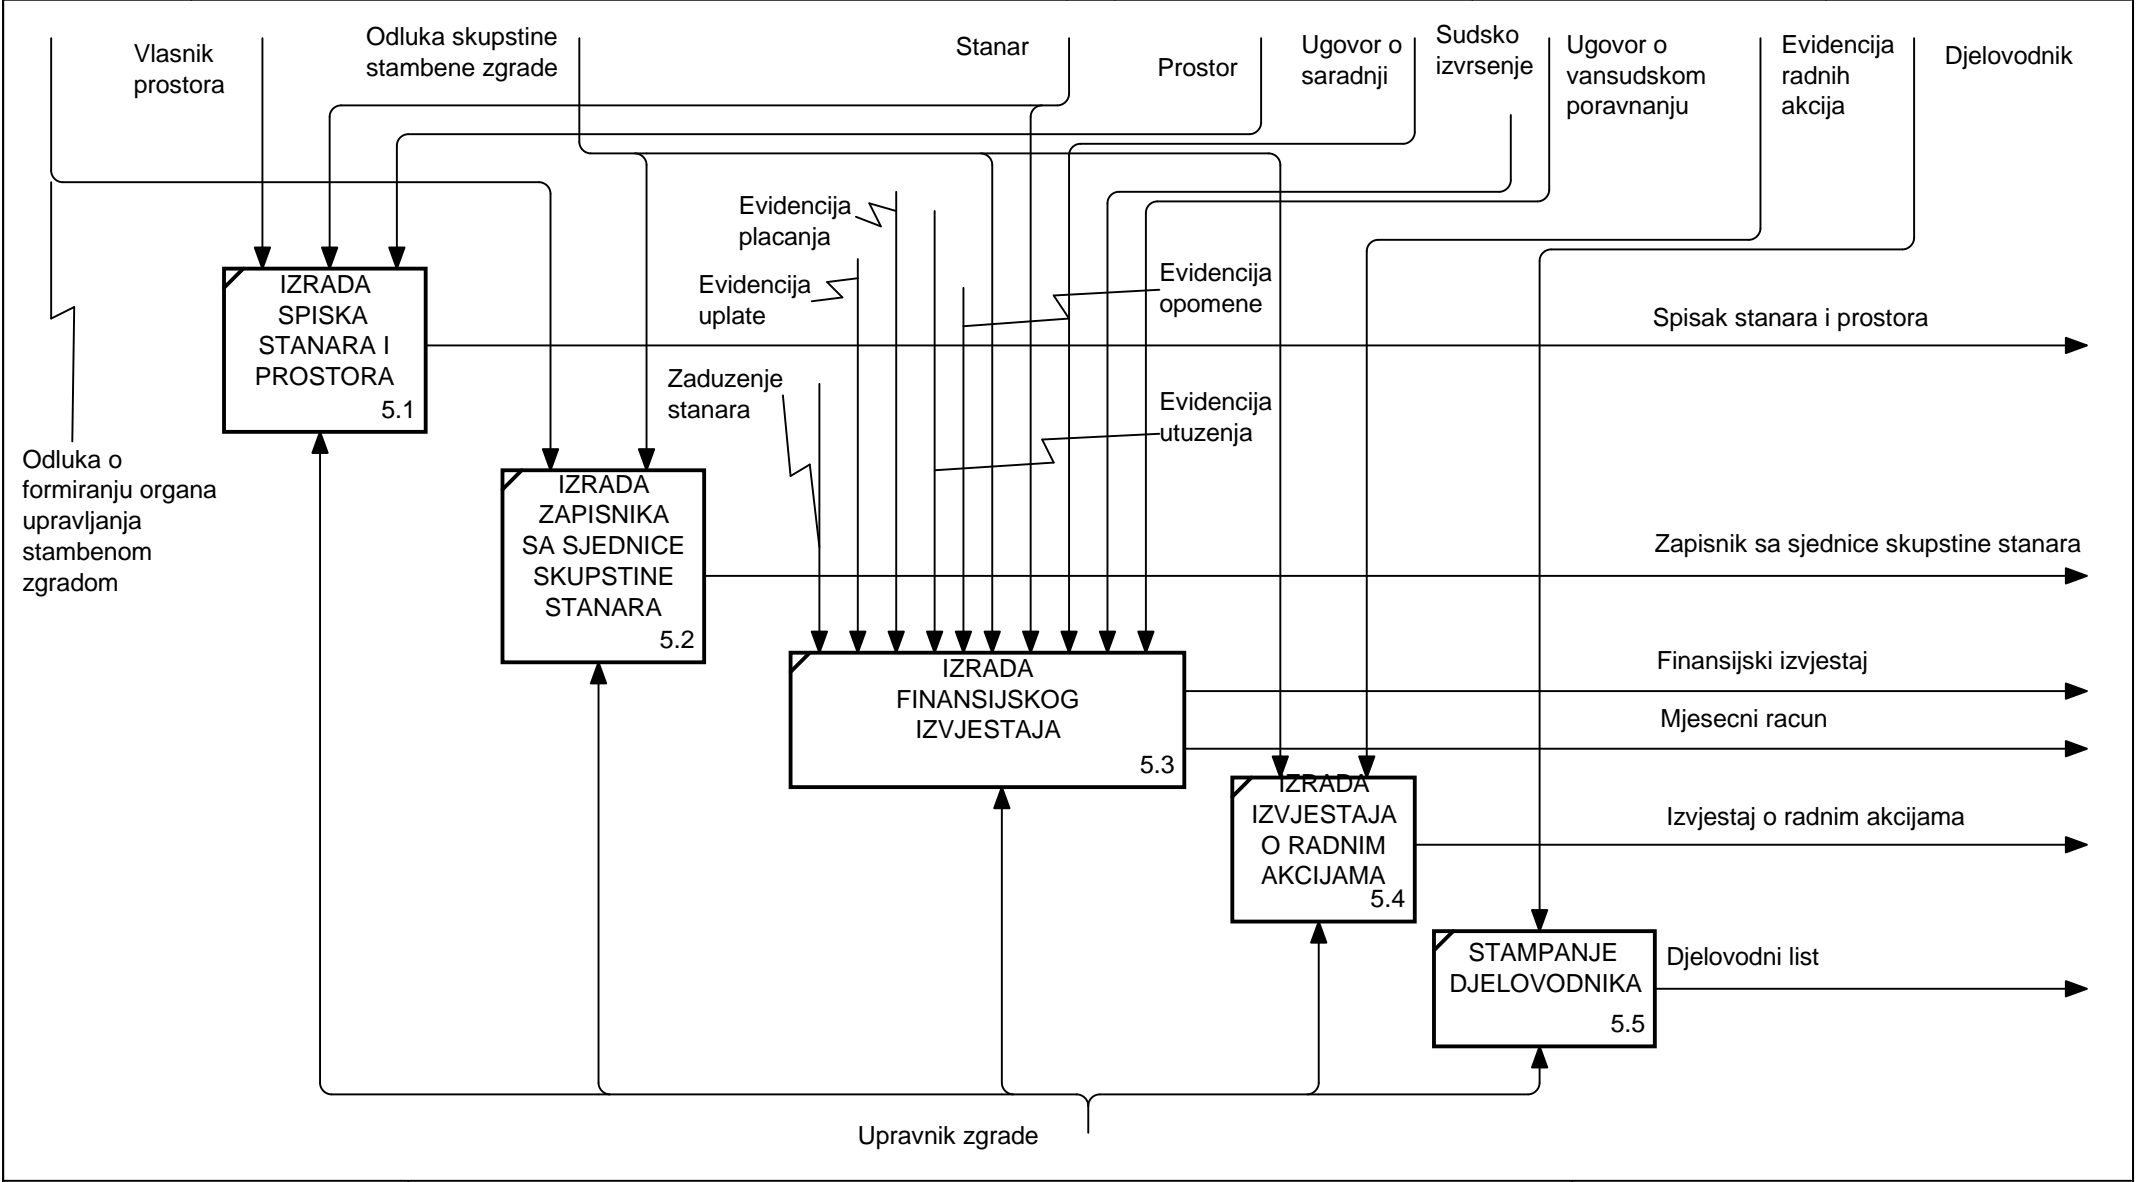 Vlasnik
prostora
Odluka skupstine
stambene zgrade
Stanar
Prostor
Ugovor o
saradnji
Sudsko
izvrsenje
Ugovor o
vansudskom
poravnanju
Evidencija
radnih
akcija
Djelovodnik
Evidencija
placanja
Evidencija
uplate
Evidencija
opomene
IZRADA
SPISKA
STANARA I
PROSTORA
5.1
Spisak stanara i prostora
Zaduzenje
stanara
Evidencija
utuzenja
Odluka o
formiranju organa
upravljanja
stambenom
zgradom
IZRADA
ZAPISNIKA
SA SJEDNICE
SKUPSTINE
STANARA
5.2
Zapisnik sa sjednice skupstine stanara
IZRADA
FINANSIJSKOG
IZVJESTAJA
5.3
Finansijski izvjestaj
Mjesecni racun
IZRADA
IZVJESTAJA
O RADNIM
AKCIJAMA
5.4
Izvjestaj o radnim akcijama
STAMPANJE
DJELOVODNIKA
5.5
Djelovodni list
Upravnik zgrade